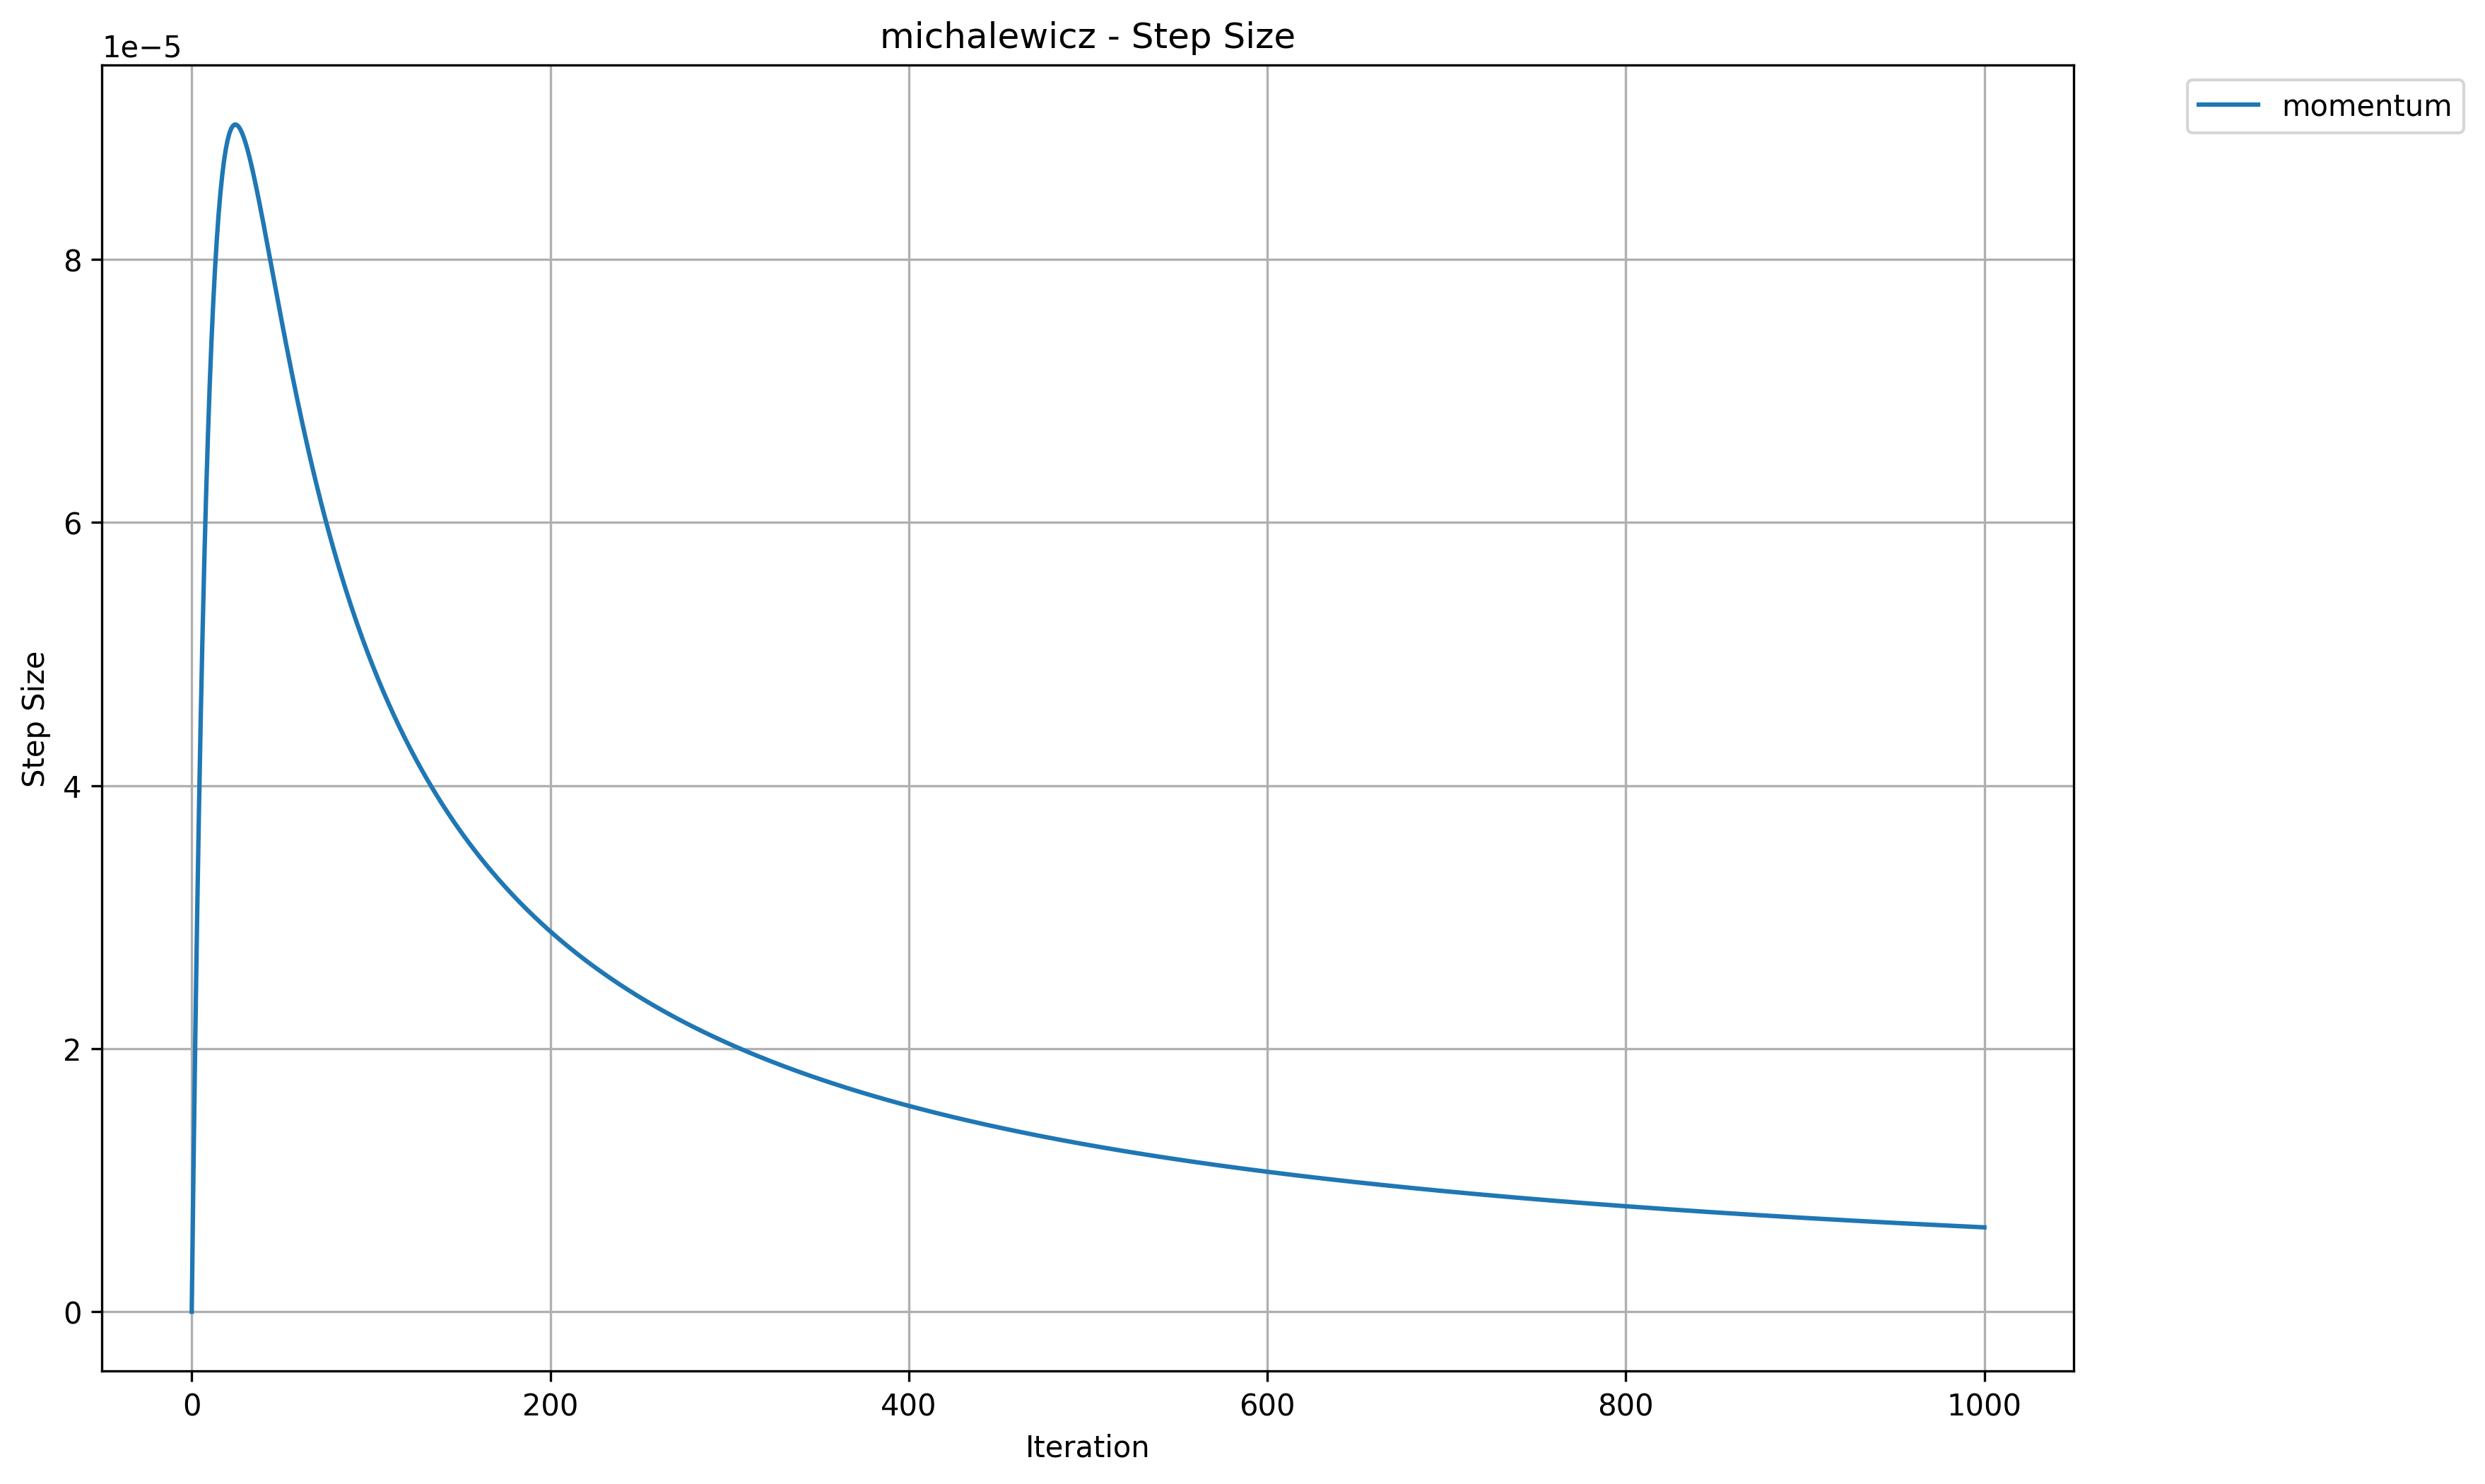 michalewicz - Step Size
1e−5
momentum
8
6
4
2
0
Step Size
0 200 400 600 800 1000
Iteration